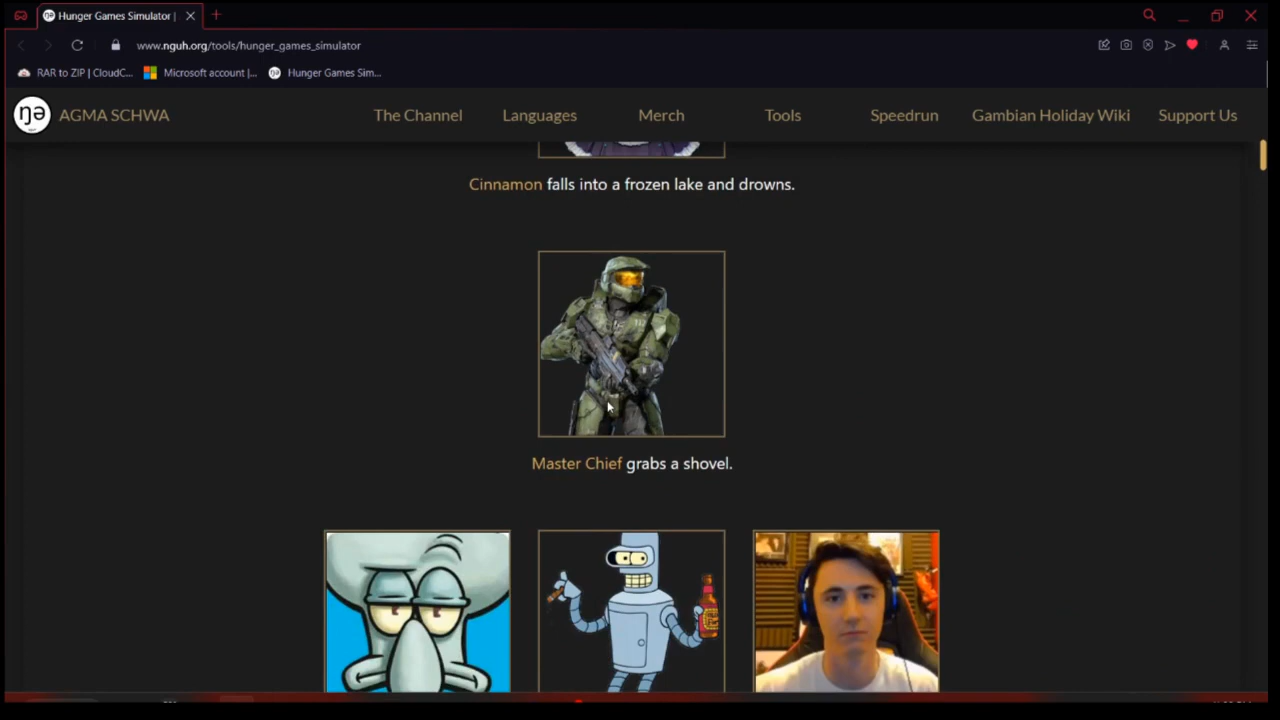 Hunger Games Simulator |
www.nguh.org/tools/hunger_games_simulator
RAR to ZIP | CloudC... Microsoft account |... Hunger Games Sim...
ŋə AGMA SCHWA The Channel Languages Merch Tools Speedrun Gambian Holiday Wiki Support Us
Cinnamon falls into a frozen lake and drowns.
Master Chief grabs a shovel.